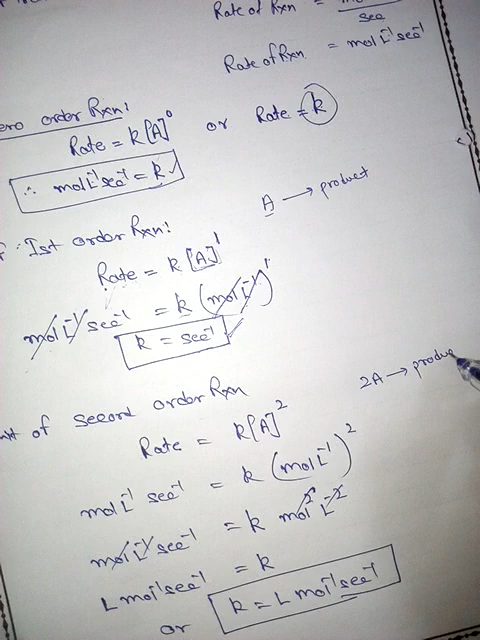 Rate of Rxn =
sec
Rate of Rxn = mol L⁻¹ sec⁻¹
ero order Rxn!
Rate = k[A]⁰ or Rate = k
∴ mol L⁻¹ sec⁻¹ = k
A → product
Ist order Rxn!
Rate = k [A]¹
mol L⁻¹ sec⁻¹ = k (mol L⁻¹)¹
k = sec⁻¹
of second order Rxn
2A → produ
Rate = k[A]²
mol L⁻¹ sec⁻¹ = k (mol L⁻¹)²
mol L⁻¹ sec⁻¹ = k mol² L⁻²
L mol⁻¹ sec⁻¹ = k
or k = L mol⁻¹ sec⁻¹